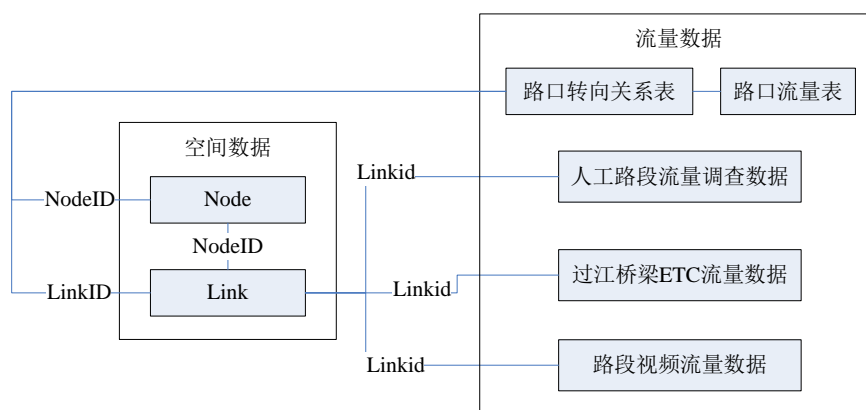 流量数据
路口转向关系表
路口流量表
空间数据
Linkid
人工路段流量调查数据
NodeID
Node
NodeID
Linkid
过江桥梁ETC流量数据
LinkID
Link
Linkid
路段视频流量数据